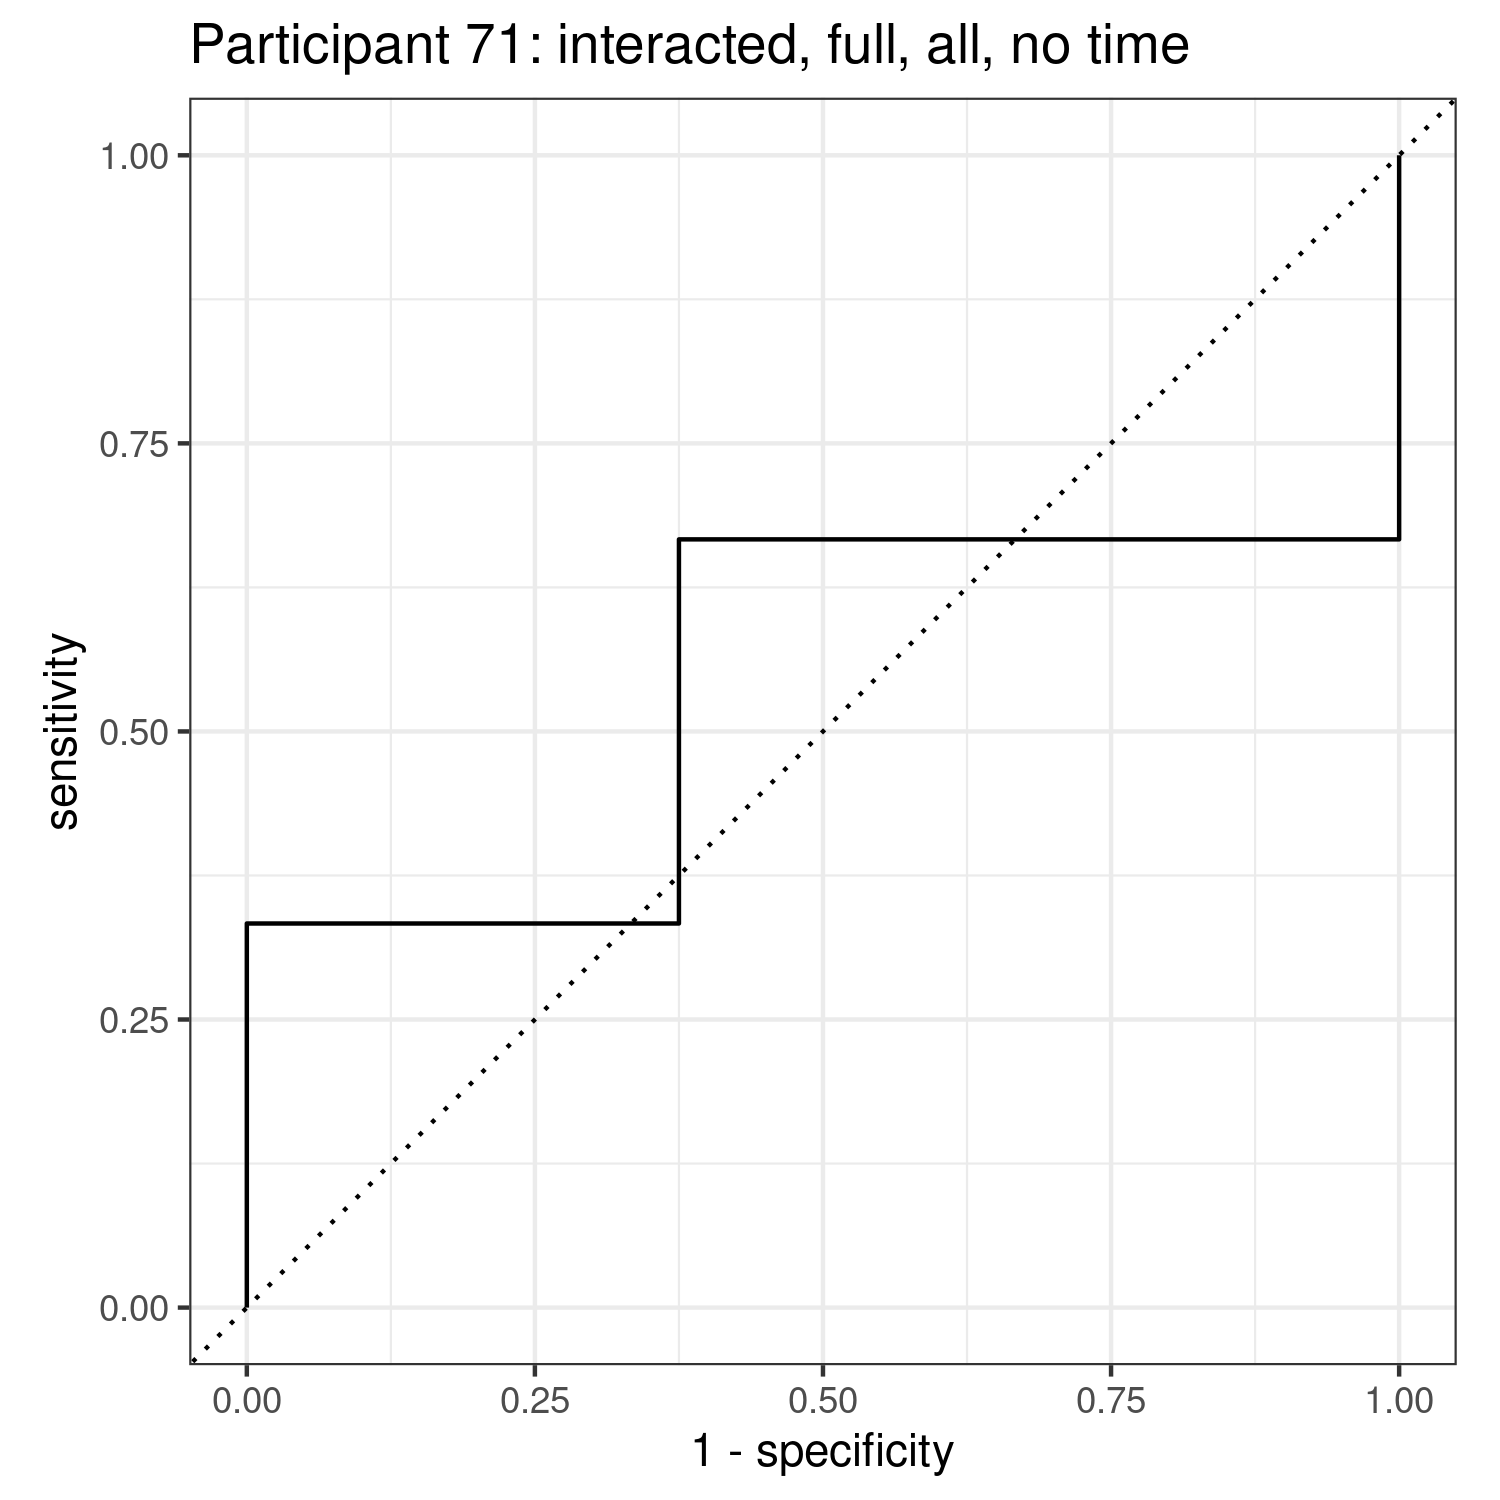 Participant 71: interacted, full, all, no time
1.00
0.75
0.50
0.25
0.00
sensitivity
0.00 0.25 0.50 0.75 1.00
1 - specificity